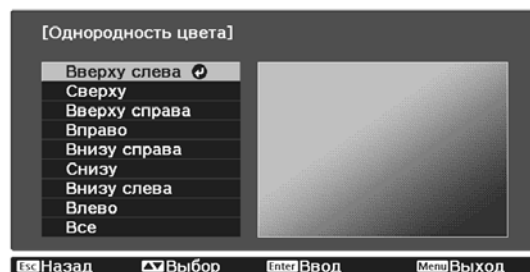 [Однородность цвета]
Вверху слева
Сверху
Вверху справа
Вправо
Внизу справа
Снизу
Внизу слева
Влево
Все
Esc Назад Выбор Enter Ввод Menu Выход